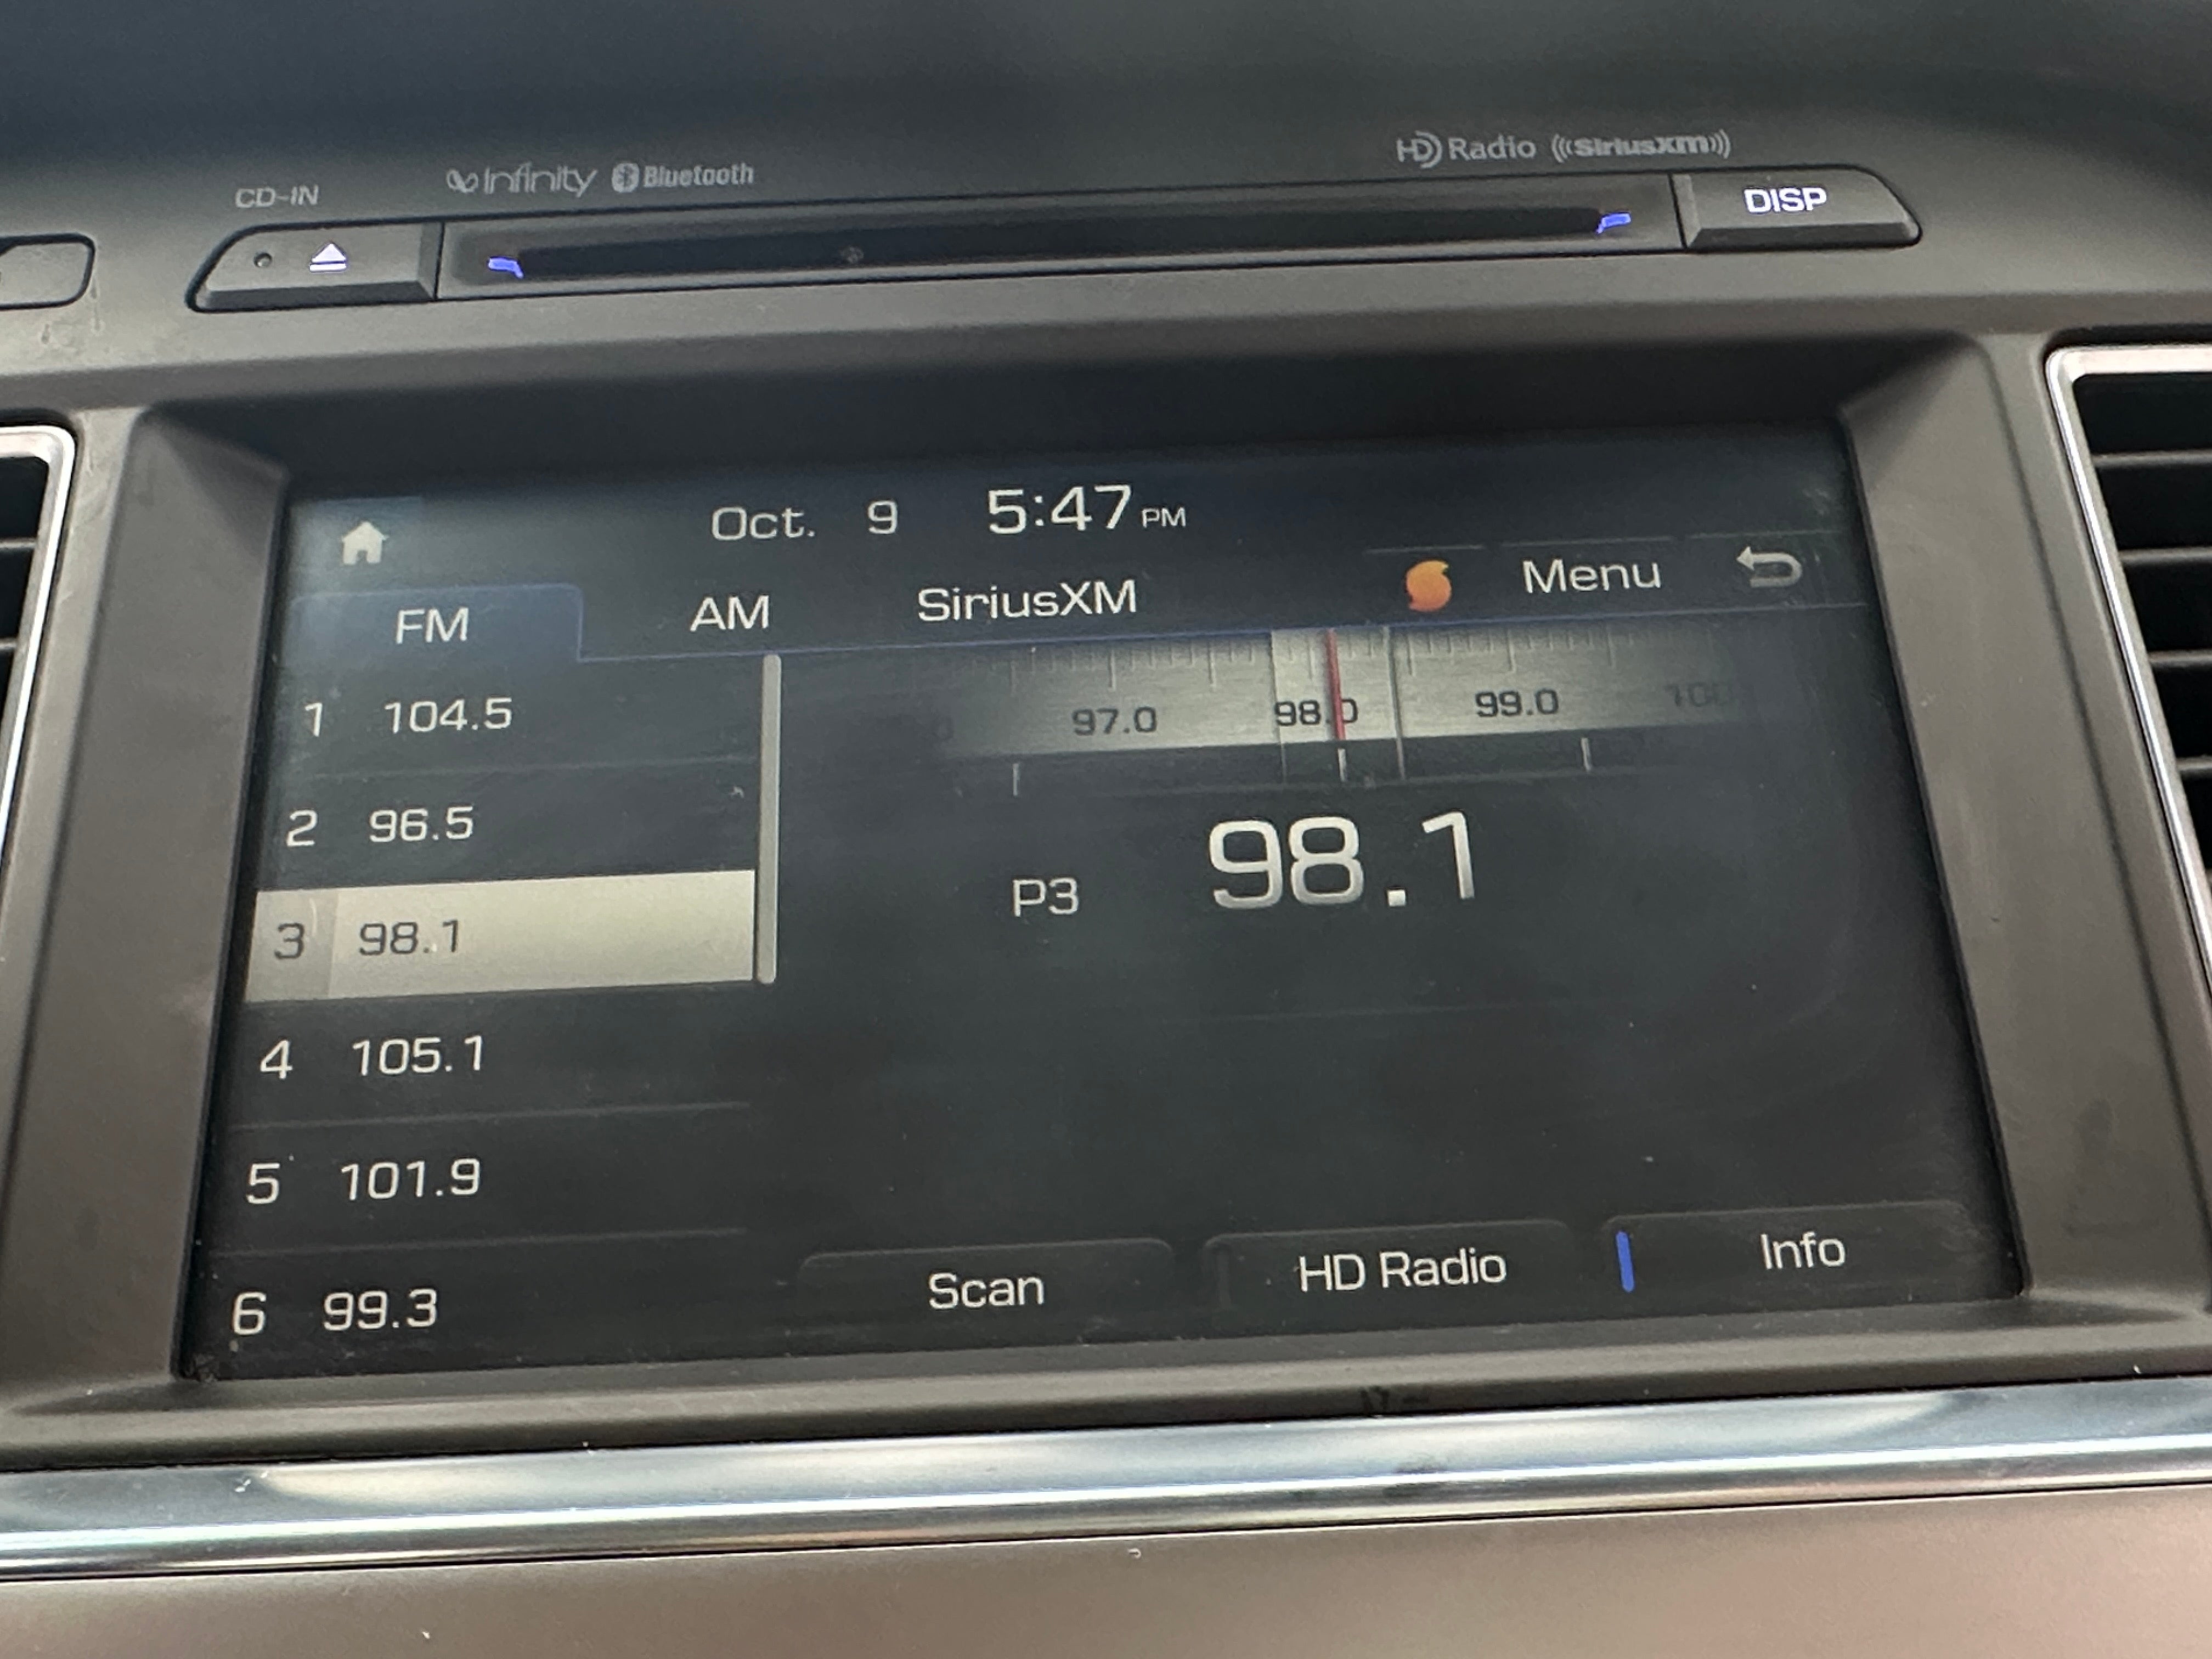 HD Radio ((SiriusXM))
CD-IN Infinity Bluetooth
DISP
Oct. 9 5:47 PM
FM AM SiriusXM Menu
97.0 98.0 99.0 100
1 104.5
2 96.5
3 98.1
P3 98.1
4 105.1
5 101.9
6 99.3
Scan HD Radio Info